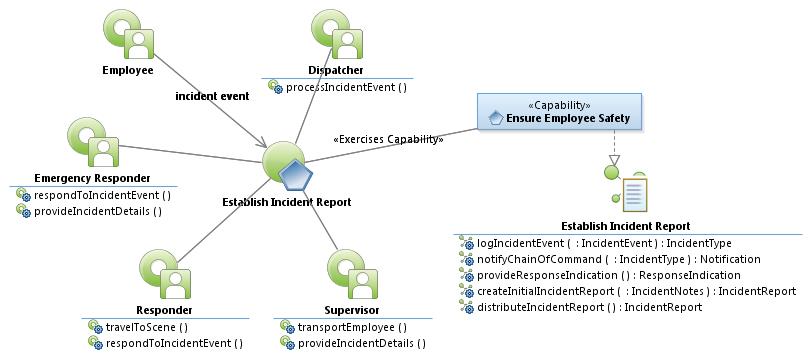 Employee
Dispatcher
processIncidentEvent ( )
incident event
«Capability»
Ensure Employee Safety
«Exercises Capability»
Emergency Responder
respondToIncidentEvent ( )
provideIncidentDetails ( )
Establish Incident Report
Establish Incident Report
logIncidentEvent (  : IncidentEvent ) : IncidentType
notifyChainOfCommand (  : IncidentType ) : Notification
provideResponseIndication ( ) : ResponseIndication
createInitialIncidentReport (  : IncidentNotes ) : IncidentReport
distributeIncidentReport ( ) : IncidentReport
Responder
travelToScene ( )
respondToIncidentEvent ( )
Supervisor
transportEmployee ( )
provideIncidentDetails ( )